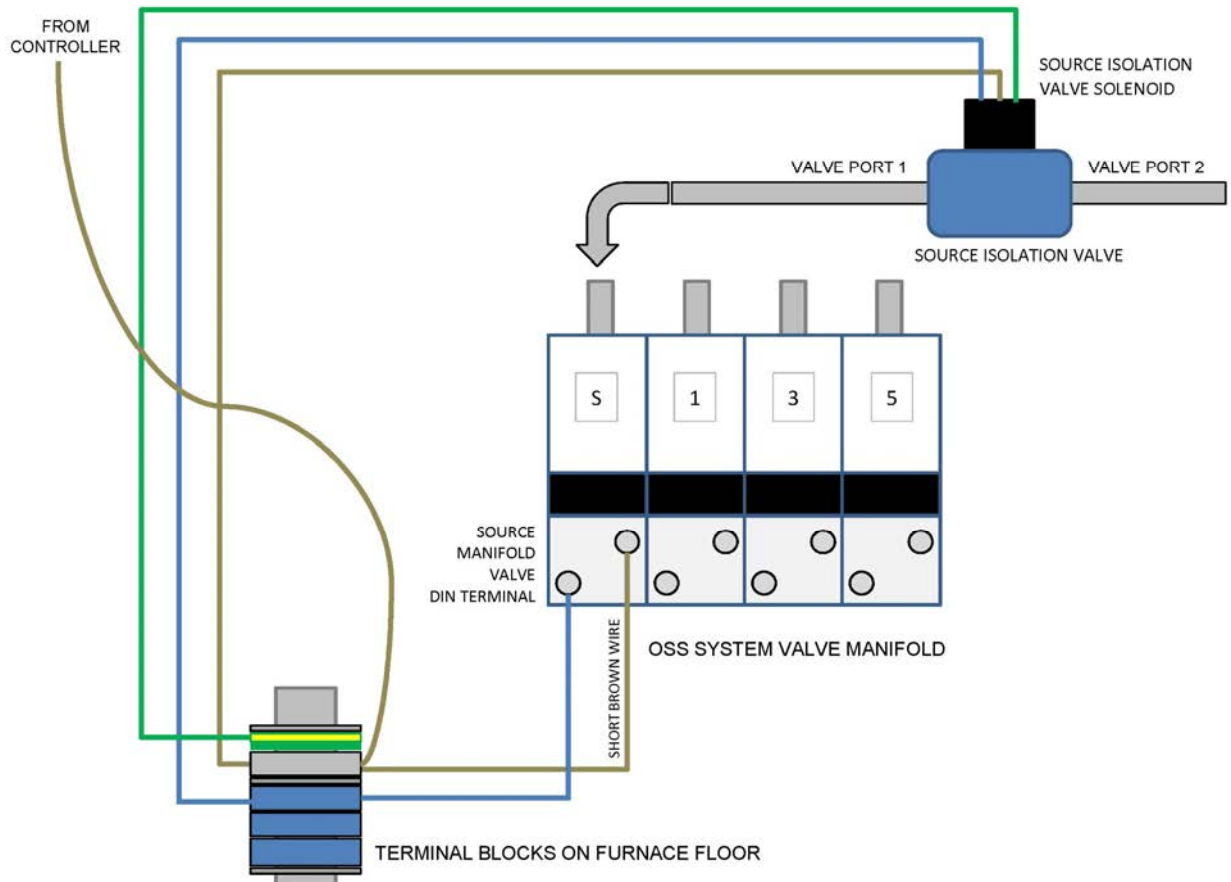 FROM
CONTROLLER
SOURCE ISOLATION
VALVE SOLENOID
VALVE PORT 1
VALVE PORT 2
SOURCE ISOLATION VALVE
S
1
3
5
SOURCE
MANIFOLD
VALVE
DIN TERMINAL
SHORT BROWN WIRE
OSS SYSTEM VALVE MANIFOLD
TERMINAL BLOCKS ON FURNACE FLOOR